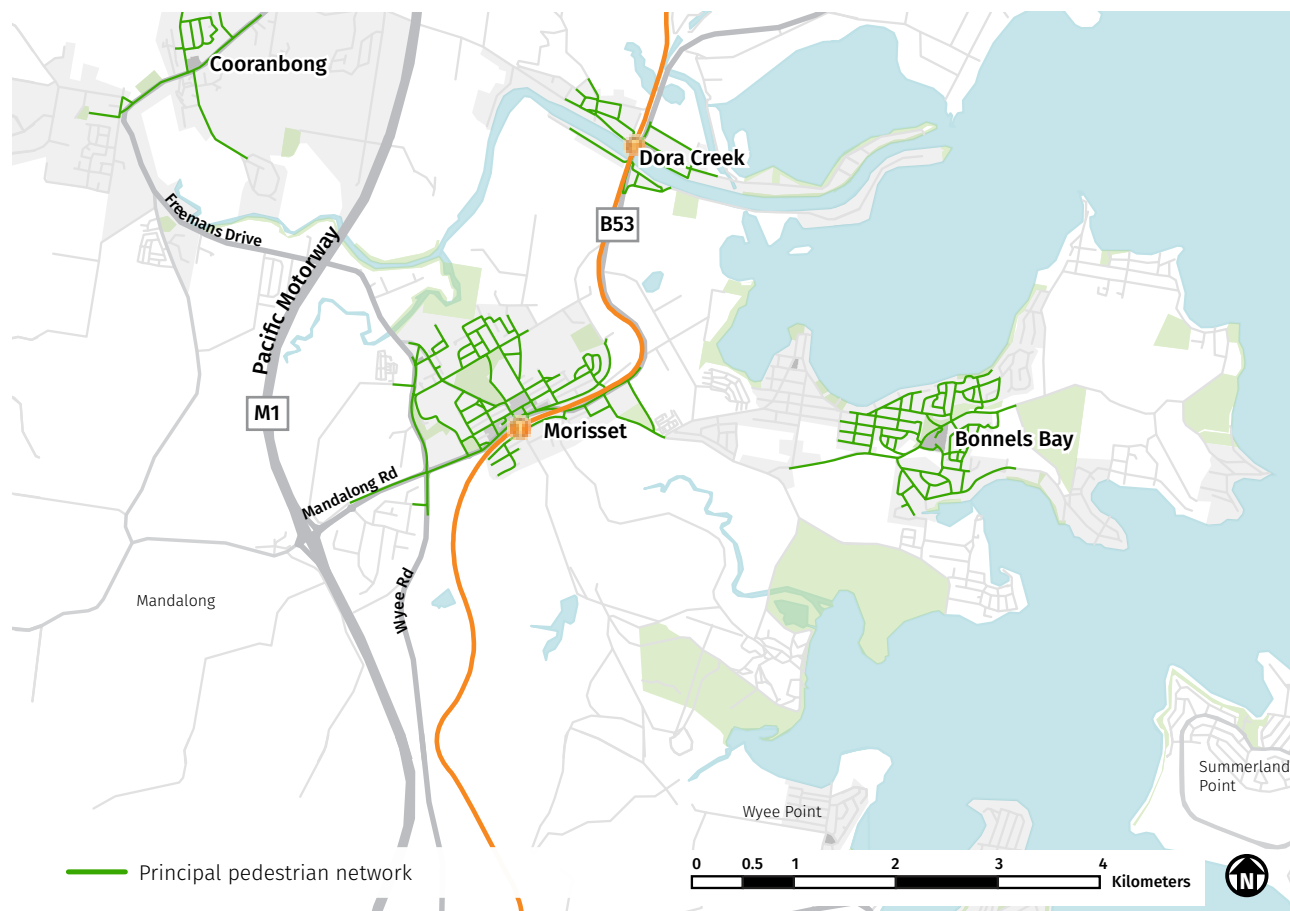 Cooranbong
Dora Creek
Freemans Drive
B53
Pacific Motorway
M1
Morisset
Bonnels Bay
Mandalong Rd
Wyee Rd
Mandalong
Summerland
Point
Wyee Point
Principal pedestrian network
0 0.5 1 2 3 4
Kilometers
N